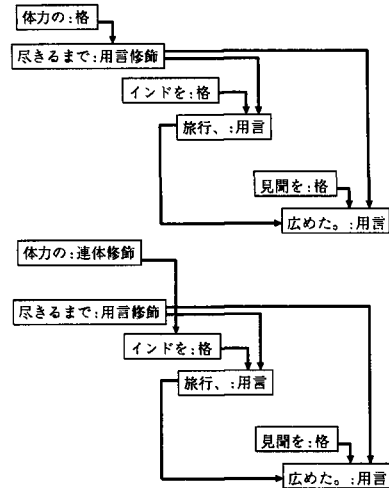 体力の:格
尽きるまで:用言修飾
インドを:格
旅行、:用言
見聞を:格
広めた。:用言
体力の:連体修飾
尽きるまで:用言修飾
インドを:格
旅行、:用言
見聞を:格
広めた。:用言